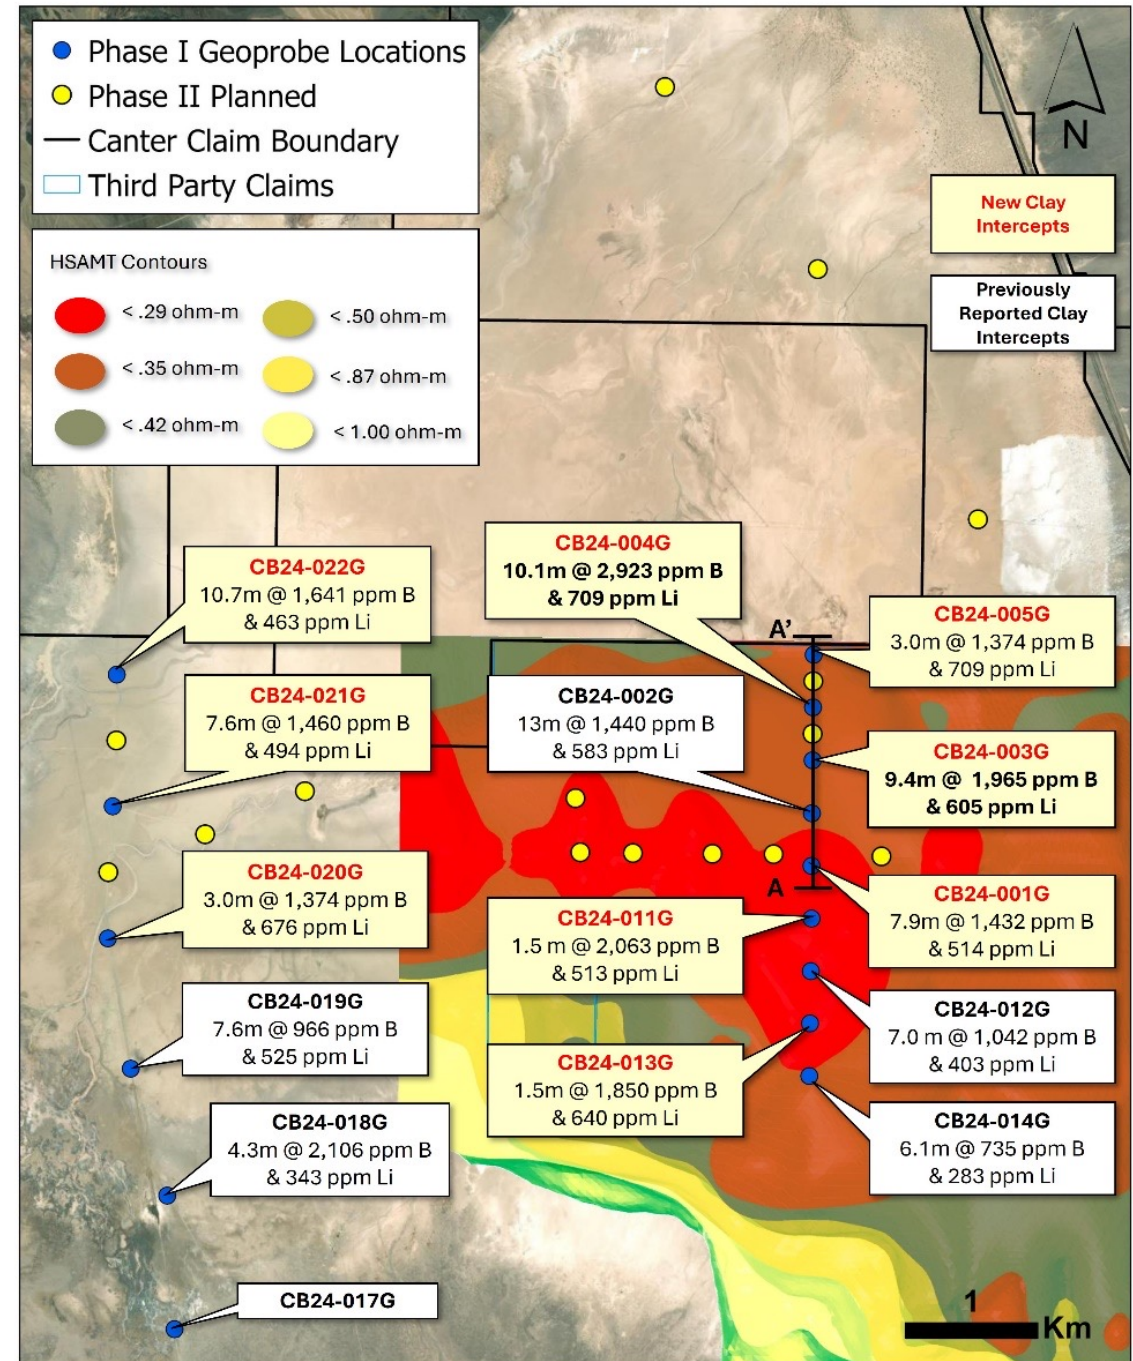 Phase I Geoprobe Locations
Phase II Planned
Canter Claim Boundary
Third Party Claims
N
New Clay
Intercepts
Previously
Reported Clay
Intercepts
HSAMT Contours
< .29 ohm-m
< .50 ohm-m
< .35 ohm-m
< .87 ohm-m
< .42 ohm-m
< 1.00 ohm-m
CB24-022G
10.7m @ 1,641 ppm B
& 463 ppm Li
CB24-004G
10.1m @ 2,923 ppm B
& 709 ppm Li
A'
CB24-005G
3.0m @ 1,374 ppm B
& 709 ppm Li
CB24-021G
7.6m @ 1,460 ppm B
& 494 ppm Li
CB24-002G
13m @ 1,440 ppm B
& 583 ppm Li
CB24-003G
9.4m @ 1,965 ppm B
& 605 ppm Li
CB24-020G
3.0m @ 1,374 ppm B
& 676 ppm Li
A
CB24-011G
1.5 m @ 2,063 ppm B
& 513 ppm Li
CB24-001G
7.9m @ 1,432 ppm B
& 514 ppm Li
CB24-019G
7.6m @ 966 ppm B
& 525 ppm Li
CB24-012G
7.0 m @ 1,042 ppm B
& 403 ppm Li
CB24-013G
1.5m @ 1,850 ppm B
& 640 ppm Li
CB24-018G
4.3m @ 2,106 ppm B
& 343 ppm Li
CB24-014G
6.1m @ 735 ppm B
& 283 ppm Li
CB24-017G
1
Km